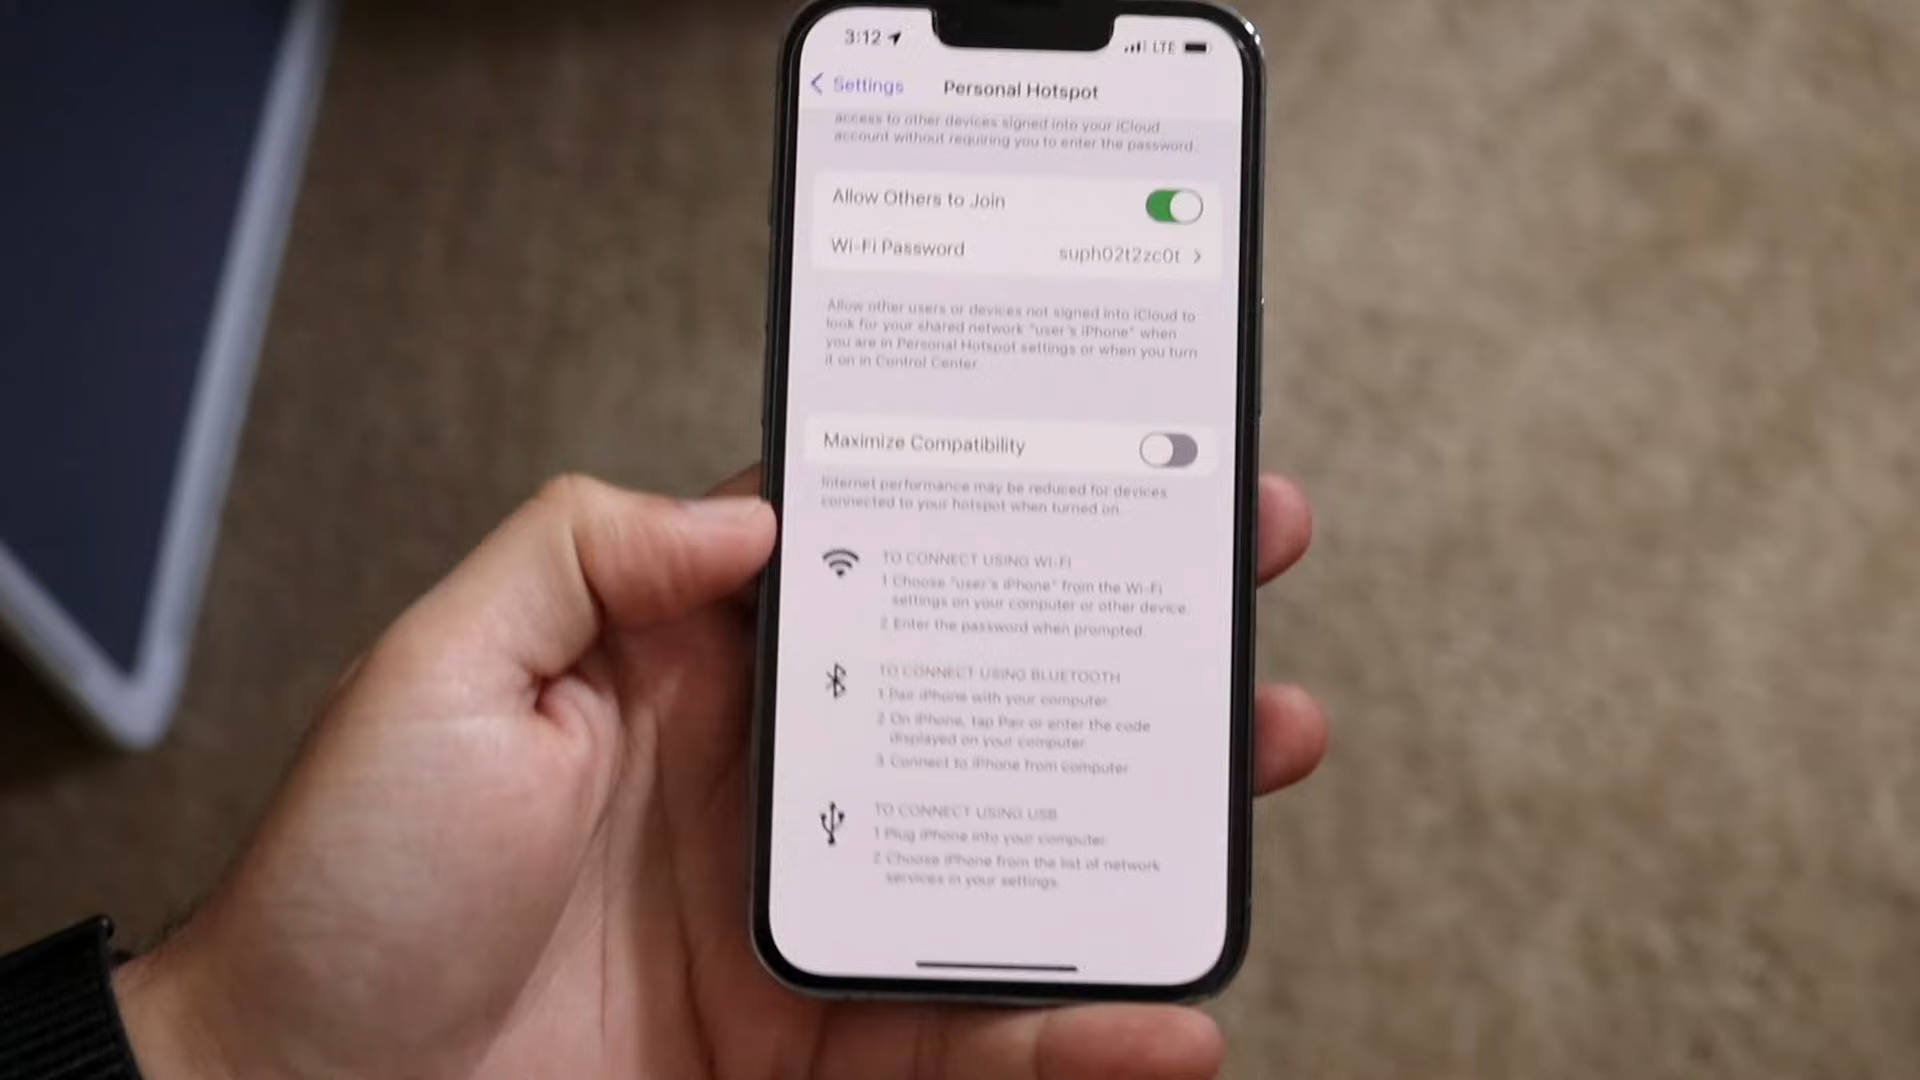 3:12
LTE
Settings
Personal Hotspot
access to other devices signed into your iCloud
account without requiring you to enter the password.
Allow Others to Join
Wi-Fi Password
suph02t2zc0t
Allow other users or devices not signed into iCloud to
look for your shared network "user's iPhone" when
you are in Personal Hotspot settings or when you turn
it on in Control Center.
Maximize Compatibility
Internet performance may be reduced for devices
connected to your hotspot when turned on.
TO CONNECT USING WI-FI
1 Choose "user's iPhone" from the Wi-Fi
settings on your computer or other device.
2 Enter the password when prompted.
TO CONNECT USING BLUETOOTH
1 Pair iPhone with your computer.
2 On iPhone, tap Pair or enter the code
displayed on your computer.
3 Connect to iPhone from computer.
TO CONNECT USING USB
1 Plug iPhone into your computer.
2 Choose iPhone from the list of network
services in your settings.